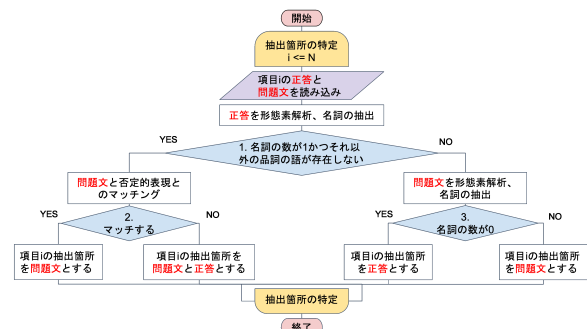 開始
抽出箇所の特定
i <= N
項目iの正答と
問題文を読み込み
正答を形態素解析、名詞の抽出
YES
NO
1. 名詞の数が1かつそれ以
外の品詞の語が存在しない
問題文と否定的表現と
のマッチング
問題文を形態素解析、
名詞の抽出
YES
2.
マッチする
NO
YES
3.
名詞の数が0
NO
項目iの抽出箇所
を問題文とする
項目iの抽出箇所を
問題文と正答とする
項目iの抽出箇所
を正答とする
項目iの抽出箇所
を問題文とする
抽出箇所の特定
終了